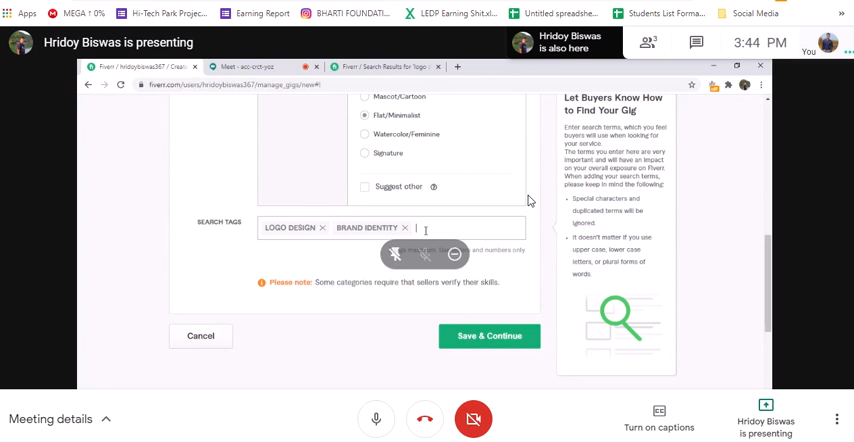 Apps
MEGA ↑ 0%
Hi-Tech Park Projec...
Earning Report
BHARTI FOUNDATI...
LEDP Earning Shit.xl...
Untitled spreadshe...
Students List Forma...
Social Media
»
Hridoy Biswas is presenting
Hridoy Biswas
is also here
3
3:44 PM
You
Fiverr / hridoybiswas367 / Creat
Meet - acc-crct-yoz
Fiverr / Search Results for 'logo
fiverr.com/users/hridoybiswas367/manage_gigs/new#!
Mascot/Cartoon
Flat/Minimalist
Watercolor/Feminine
Signature
Suggest other
SEARCH TAGS
LOGO DESIGN ×
BRAND IDENTITY ×
and numbers only
Please note: Some categories require that sellers verify their skills.
Cancel
Save & Continue
Let Buyers Know How
to Find Your Gig
Enter search terms, which you feel
buyers will use when looking for
your service.
The terms you enter here are very
important and will have an impact
on your overall exposure on Fiverr.
When adding your search terms,
please keep in mind the following:
• Special characters and
duplicated terms will be
ignored.
• It doesn't matter if you use
upper case, lower case
letters, or plural forms of
words.
Meeting details
Turn on captions
Hridoy Biswas
is presenting